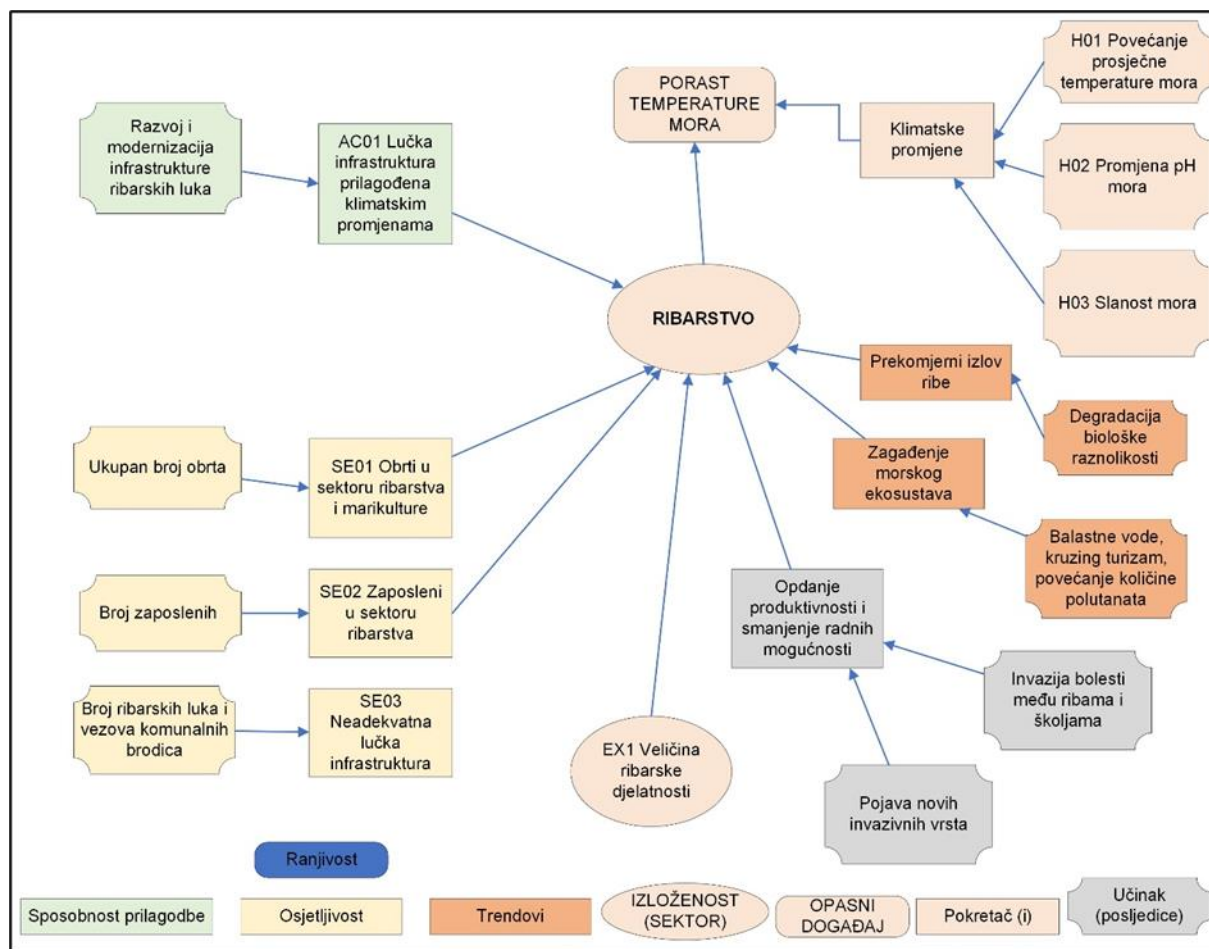 H01 Povećanje
prosječne
temperature mora
PORAST
TEMPERATURE
MORA
Klimatske
promjene
Razvoj i
modernizacija
infrastrukture
ribarskih luka
AC01 Lučka
infrastruktura
prilagođena
klimatskim
promjenama
H02 Promjena pH
mora
H03 Slanost mora
RIBARSTVO
Prekomjerni izlov
ribe
Degradacija
biološke
raznolikosti
Ukupan broj obrta
SE01 Obrti u
sektoru ribarstva
i marikulture
Zagađenje
morskog
ekosustava
Balastne vode,
kruzing turizam,
povećanje količine
polutanata
Broj zaposlenih
SE02 Zaposleni u
sektoru
ribarstva
Opdanje
produktivnosti i
smanjenje radnih
mogućnosti
Invazija bolesti
među ribama i
školjama
Broj ribarskih luka i
vezova komunalnih
brodica
SE03
Neadekvatna
lučka
infrastruktura
EX1 Veličina
ribarske
djelatnosti
Pojava novih
invazivnih vrsta
Ranjivost
Sposobnost prilagodbe
Osjetljivost
Trendovi
IZLOŽENOST
(SEKTOR)
OPASNI
DOGAĐAJ
Pokretač (i)
Učinak
(posljedice)